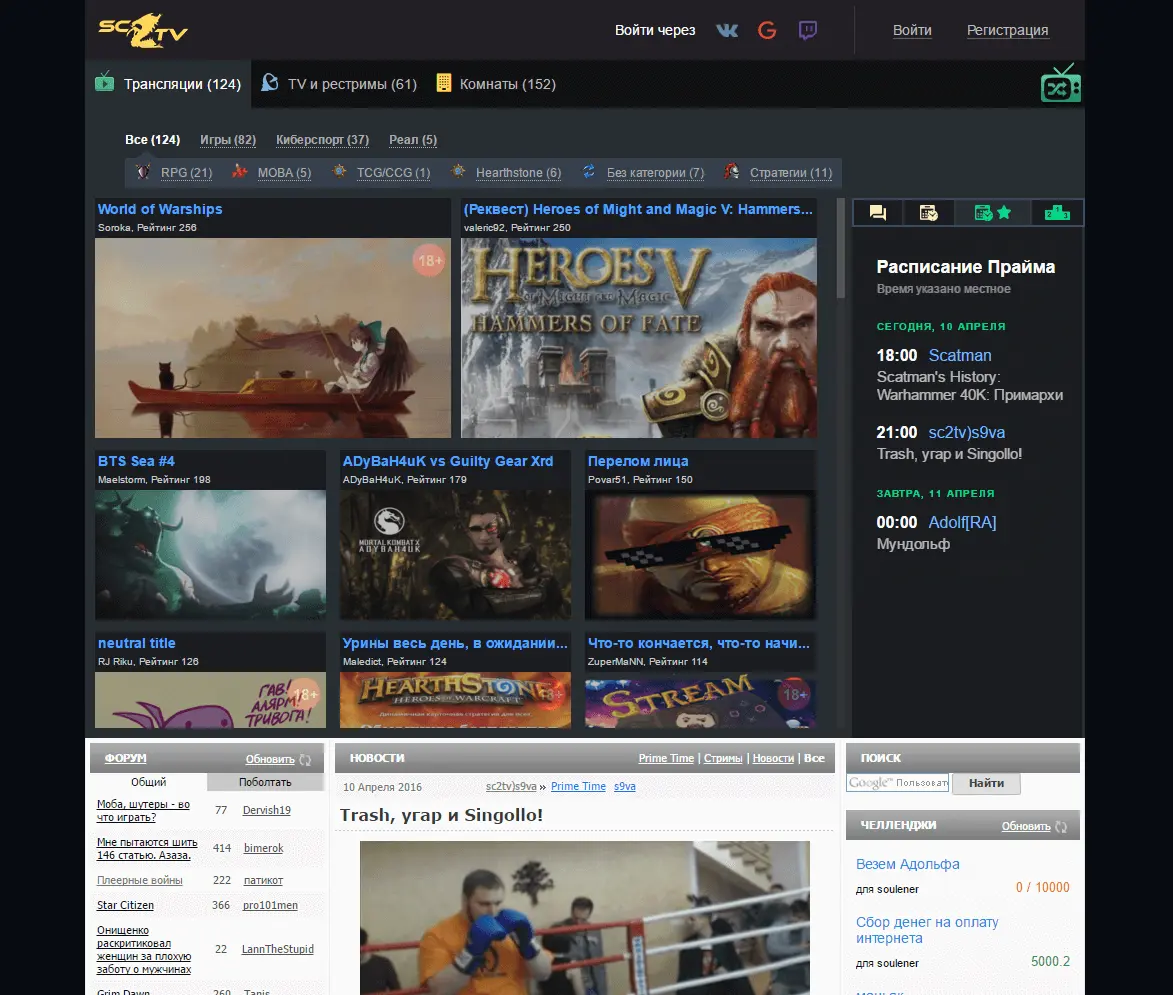 SC2TV
Войти через
Войти
Регистрация
Трансляции (124)
TV и рестримы (61)
Комнаты (152)
Все (124)
Игры (82)
Киберспорт (37)
Реал (5)
RPG (21)
MOBA (5)
TCG/CCG (1)
Hearthstone (6)
Без категории (7)
Стратегии (11)
World of Warships
Soroka, Рейтинг 256
18+
(Реквест) Heroes of Might and Magic V: Hammers...
valeric92, Рейтинг 250
HEROES V
OF MIGHT AND MAGIC
HAMMERS OF FATE
Расписание Прайма
Время указано местное
СЕГОДНЯ, 10 АПРЕЛЯ
18:00 Scatman
Scatman's History:
Warhammer 40K: Примархи
21:00 sc2tv)s9va
Trash, угар и Singollo!
ЗАВТРА, 11 АПРЕЛЯ
00:00 Adolf[RA]
Мундольф
BTS Sea #4
Maelstorm, Рейтинг 198
ADyBaH4uK vs Guilty Gear Xrd
ADyBaH4uK, Рейтинг 179
MORTAL KOMBAT X
ADYBAH4UK
Перелом лица
Povar51, Рейтинг 150
neutral title
RJ Riku, Рейтинг 126
ГАВ!
АЛЯРМ!
ТРИВОГА!
18+
Урины весь день, в ожидании...
Maledict, Рейтинг 124
HEARTHSTONE
HEROES OF WARCRAFT
18+
Что-то кончается, что-то начи...
ZuperMaNN, Рейтинг 114
STREAM
18+
ФОРУМ
Обновить
Общий
Поболтать
Моба, шутеры - во
что играть?
77
Dervish19
Мне пытаются шить
146 статью. Азаза.
414
bimerok
Плеерные войны
222
патикот
Star Citizen
366
pro101men
Онищенко
раскритиковал
женщин за плохую
заботу о мужчинах
22
LannTheStupid
Grim Dawn
260
Tanis
НОВОСТИ
Prime Time | Стримы | Новости | Все
10 Апреля 2016
sc2tv)s9va » Prime Time s9va
Trash, угар и Singollo!
ПОИСК
Google™ Пользоват
Найти
ЧЕЛЛЕНДЖИ
Обновить
Везем Адольфа
для soulener
0 / 10000
Сбор денег на оплату
интернета
для soulener
5000.2